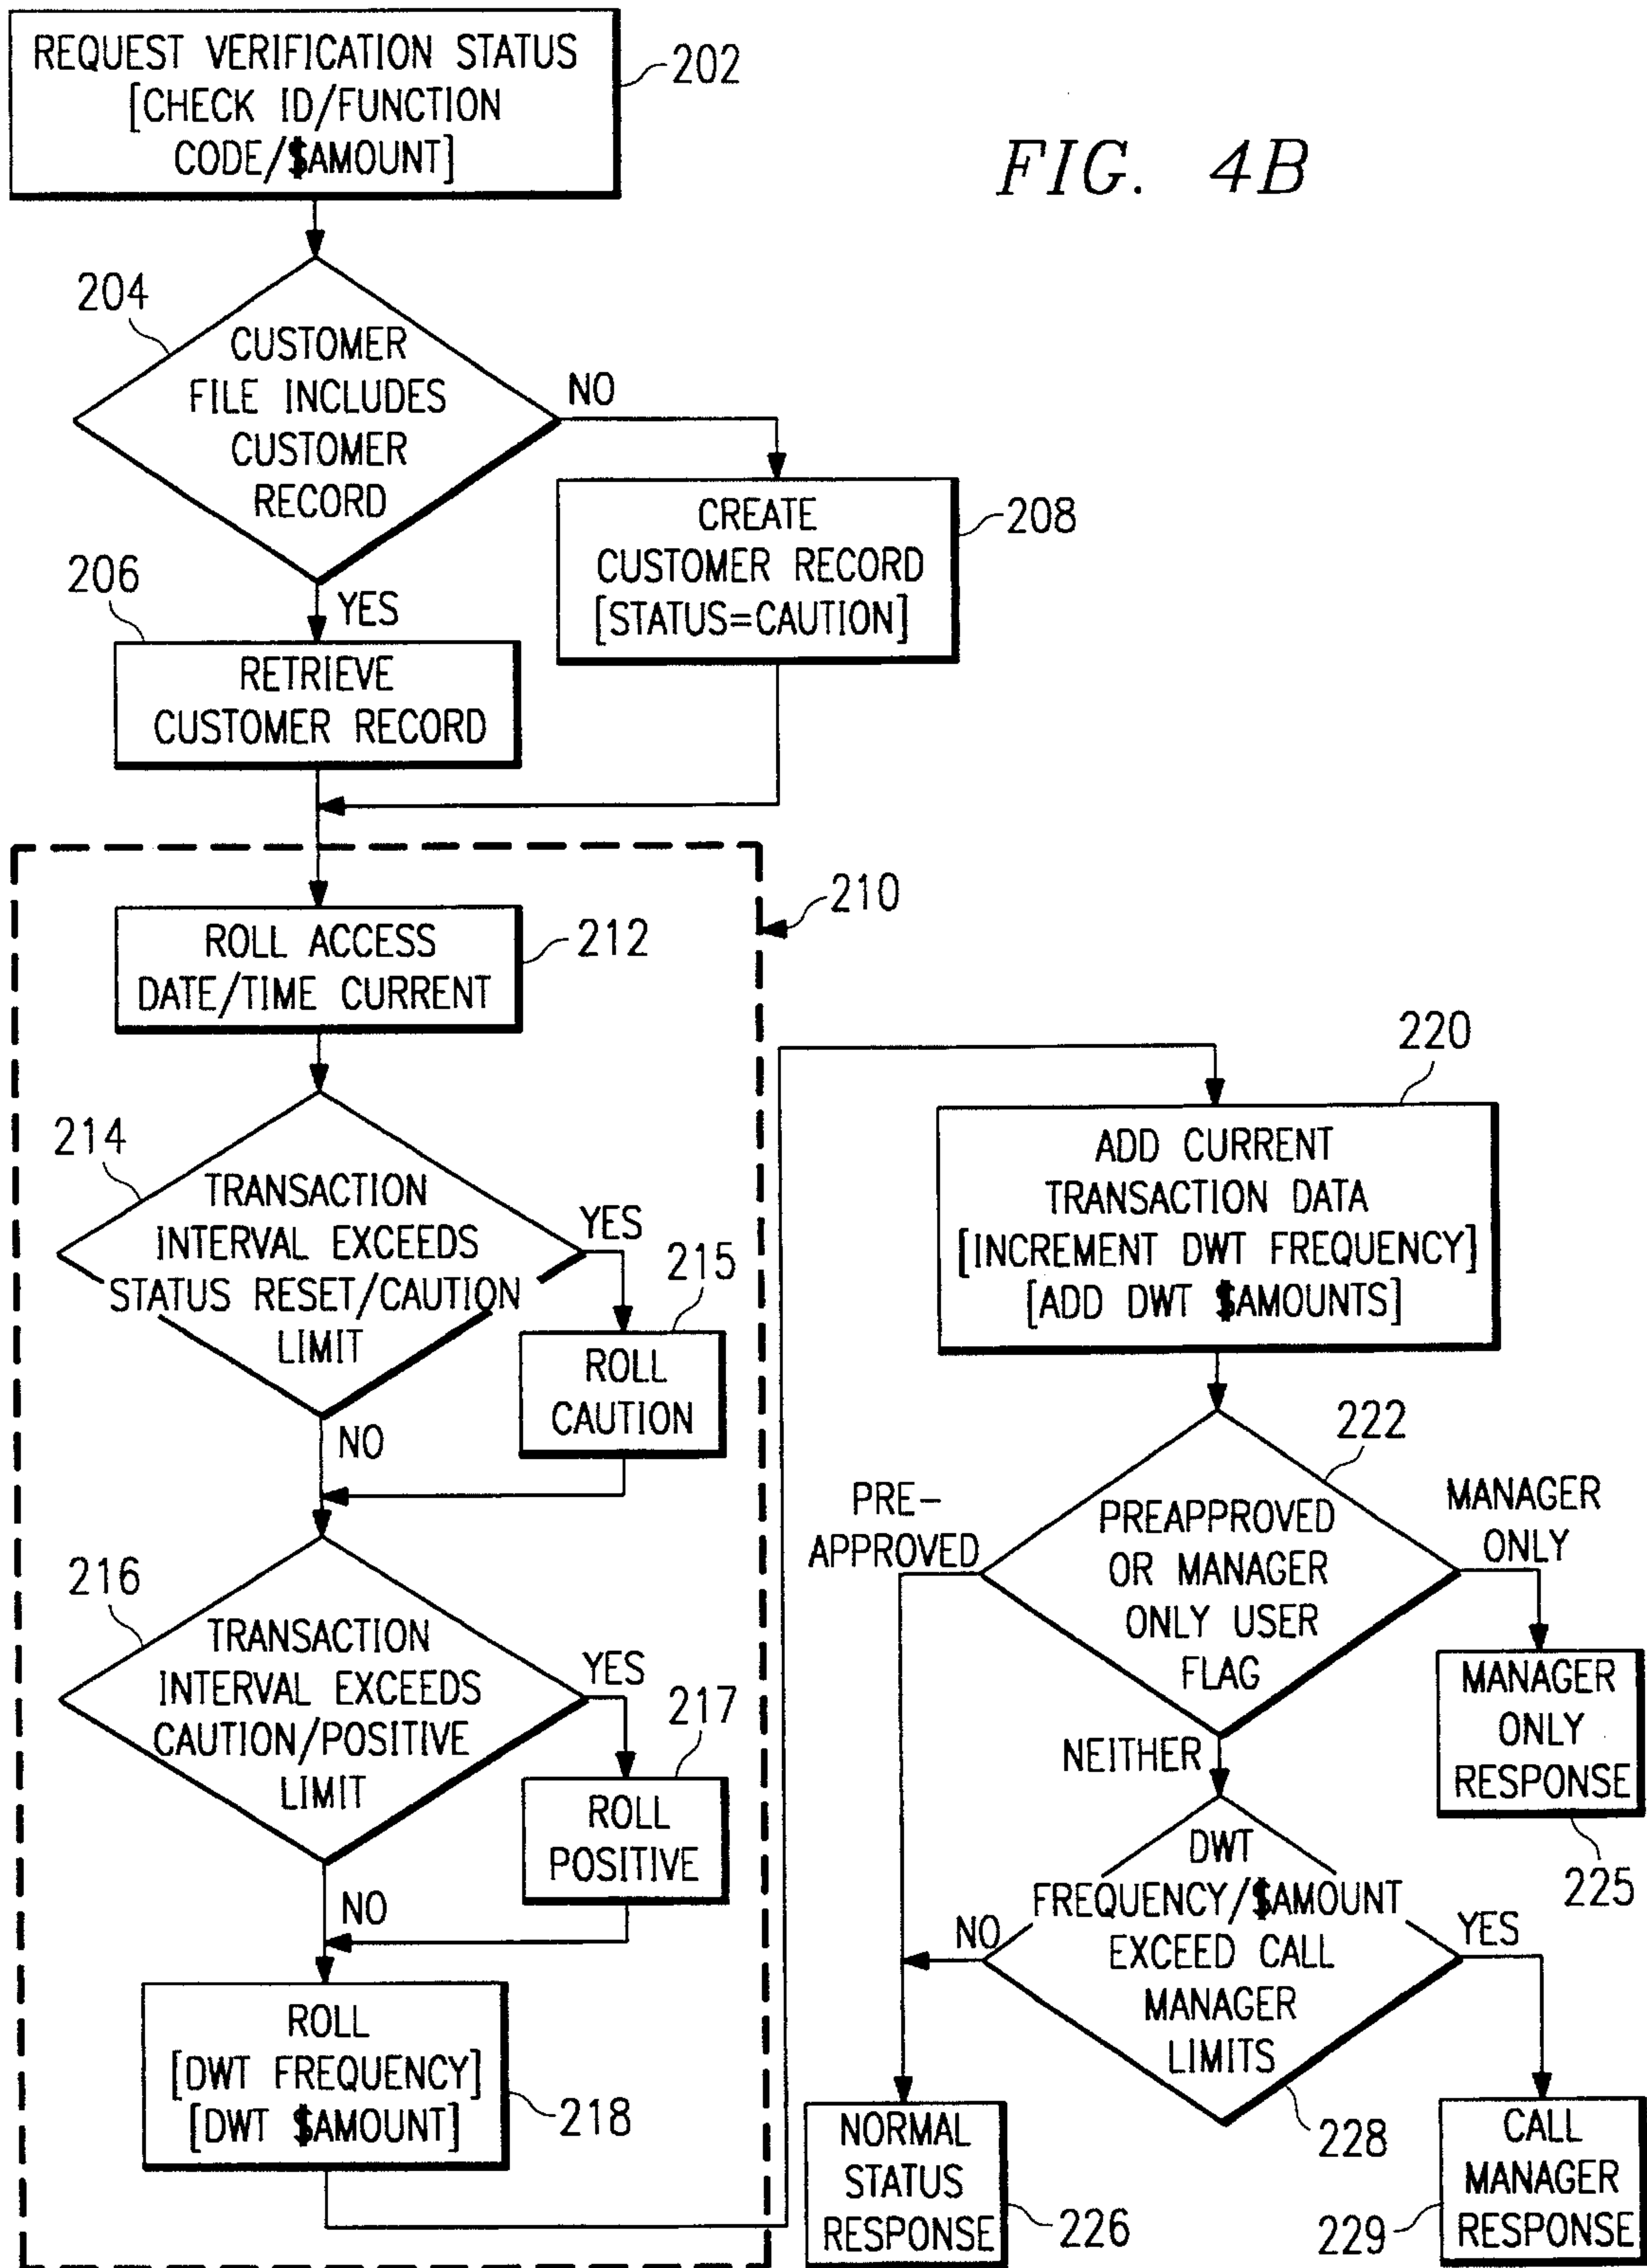 FIG. 4B
REQUEST VERIFICATION STATUS
[CHECK ID/FUNCTION
CODE/$AMOUNT]
202
204
CUSTOMER
FILE INCLUDES
CUSTOMER
RECORD
NO
YES
206
RETRIEVE
CUSTOMER RECORD
CREATE
CUSTOMER RECORD
[STATUS=CAUTION]
208
210
ROLL ACCESS
DATE/TIME CURRENT
212
214
TRANSACTION
INTERVAL EXCEEDS
STATUS RESET/CAUTION
LIMIT
YES
215
ROLL
CAUTION
NO
216
TRANSACTION
INTERVAL EXCEEDS
CAUTION/POSITIVE
LIMIT
YES
217
ROLL
POSITIVE
NO
ROLL
[DWT FREQUENCY]
[DWT $AMOUNT]
218
220
ADD CURRENT
TRANSACTION DATA
[INCREMENT DWT FREQUENCY]
[ADD DWT $AMOUNTS]
222
PRE-
APPROVED
PREAPPROVED
OR MANAGER
ONLY USER
FLAG
MANAGER
ONLY
MANAGER
ONLY
RESPONSE
225
NEITHER
DWT
FREQUENCY/$AMOUNT
EXCEED CALL
MANAGER
LIMITS
NO
YES
228
NORMAL
STATUS
RESPONSE
226
CALL
MANAGER
RESPONSE
229